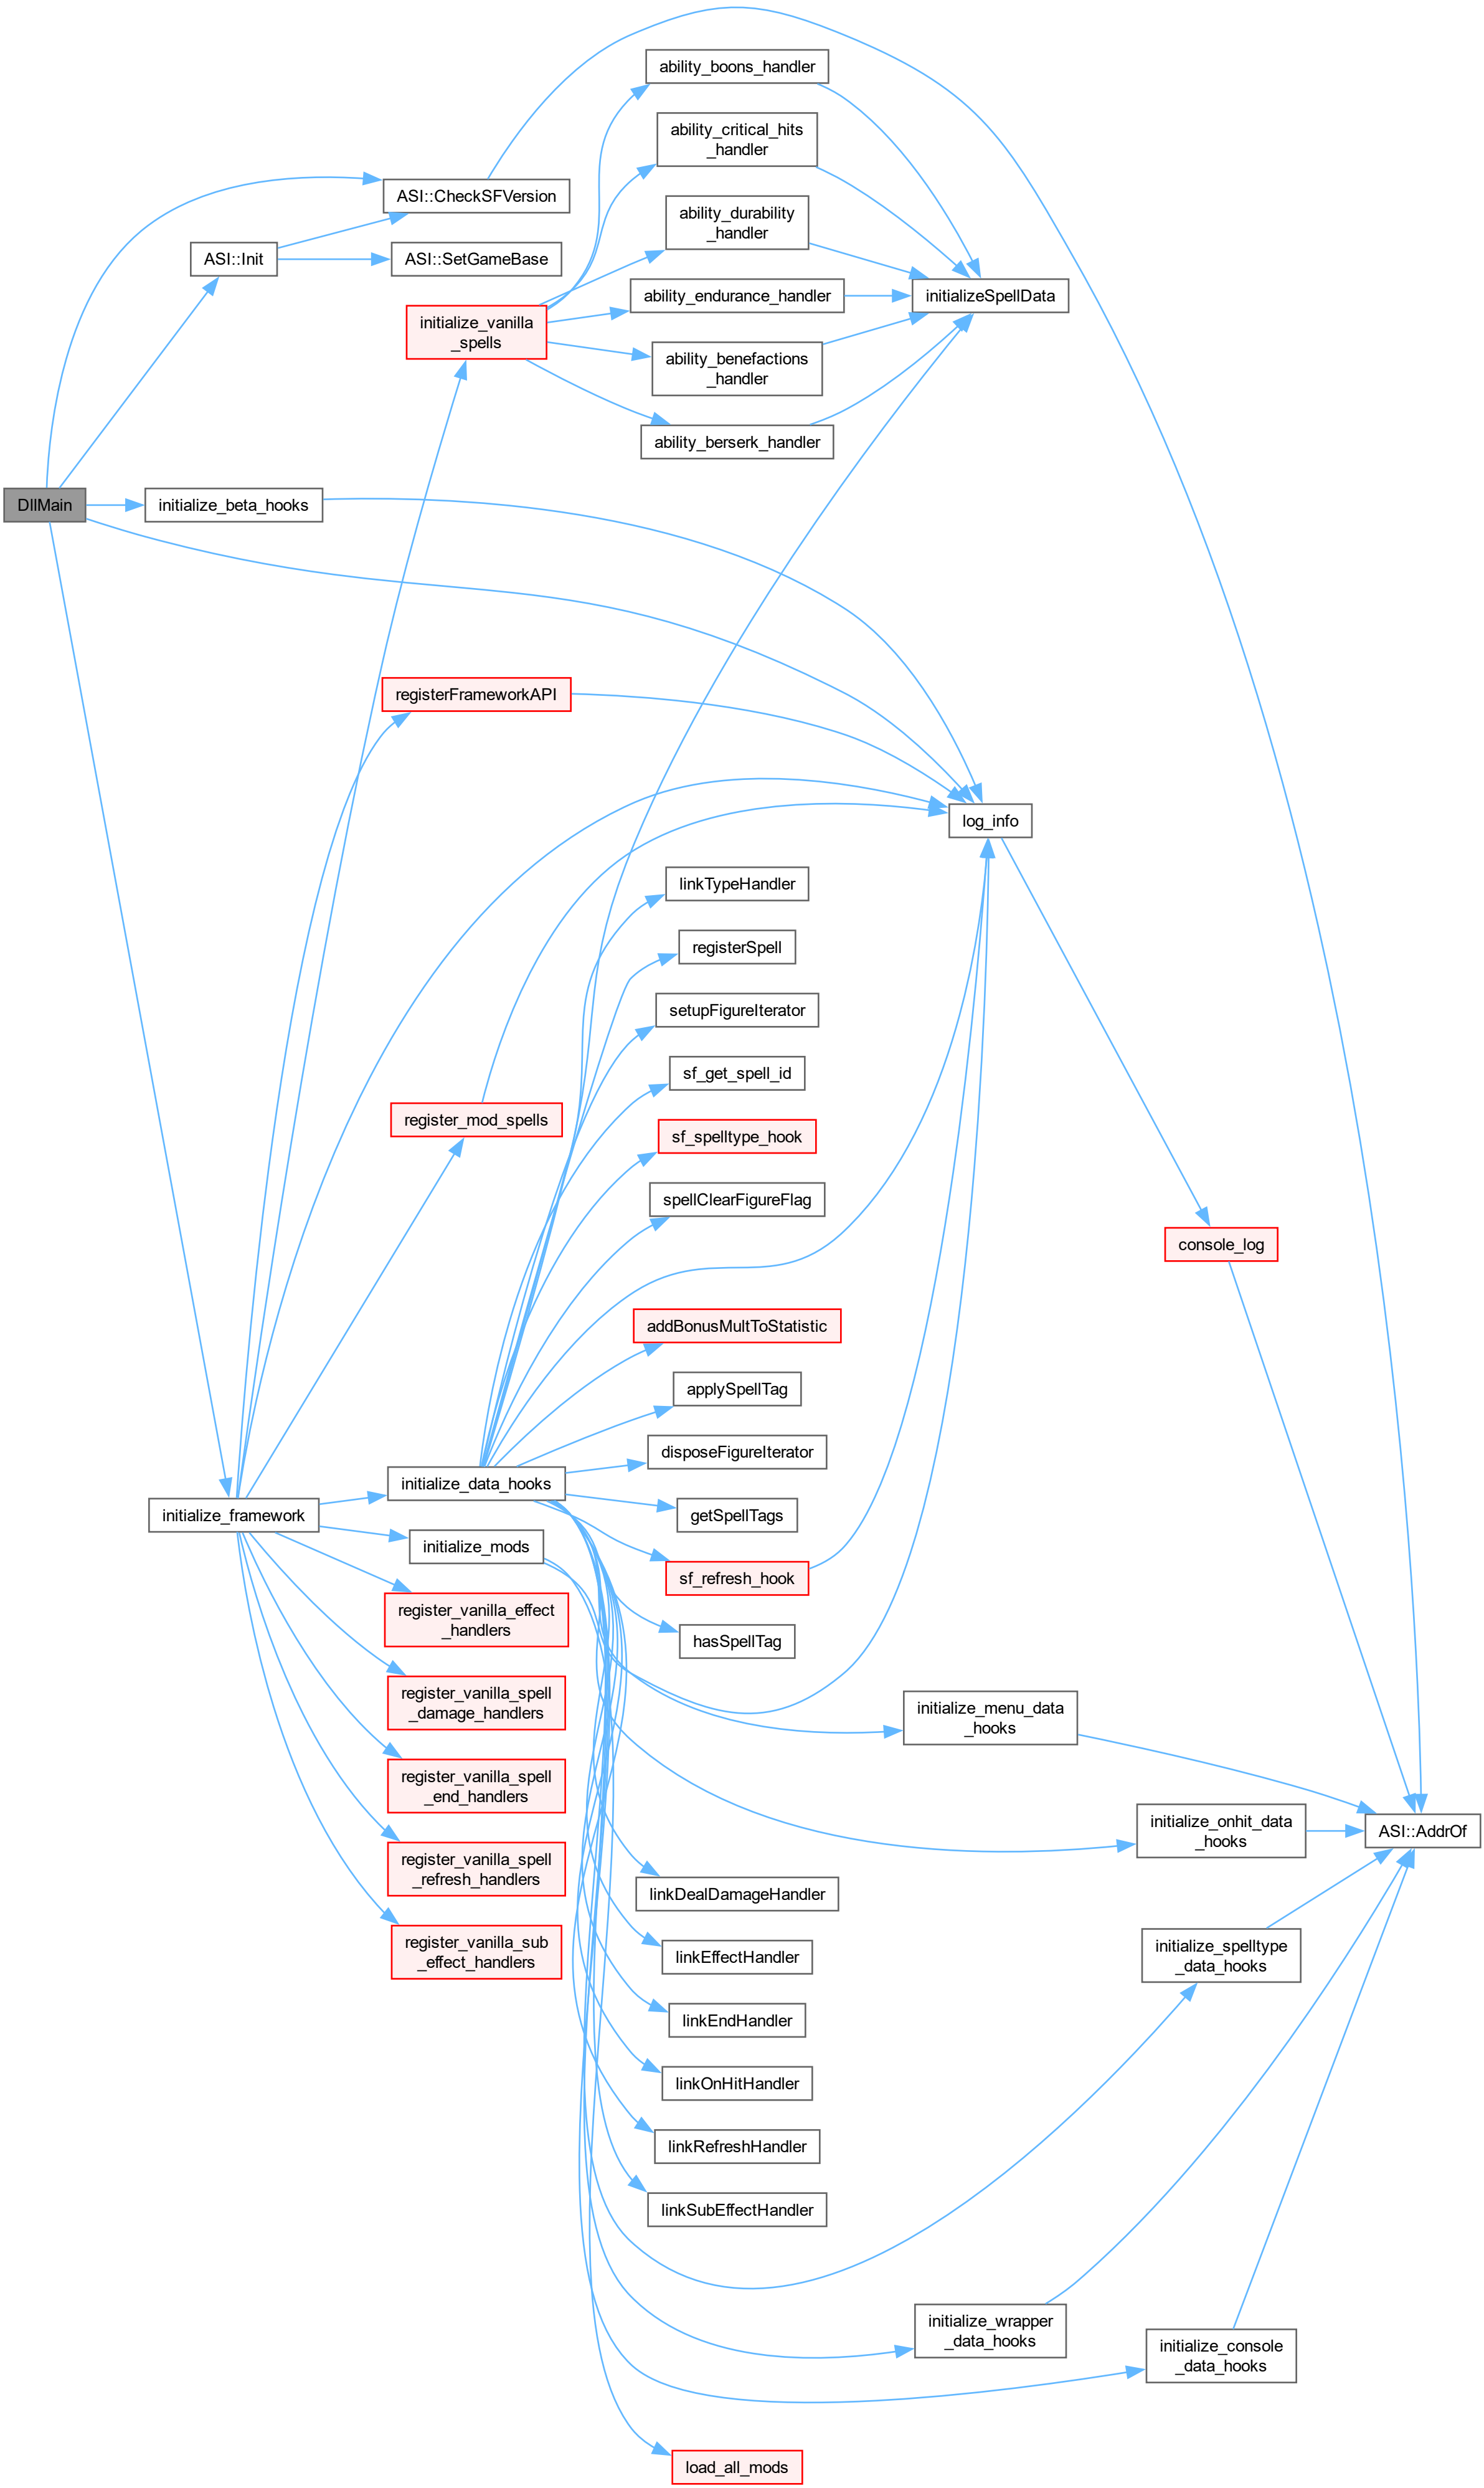 ability_boons_handler
ability_critical_hits
_handler
ASI::CheckSFVersion
ability_durability
_handler
ASI::Init
ASI::SetGameBase
ability_endurance_handler
initializeSpellData
initialize_vanilla
_spells
ability_benefactions
_handler
ability_berserk_handler
DllMain
initialize_beta_hooks
registerFrameworkAPI
log_info
linkTypeHandler
registerSpell
setupFigureIterator
sf_get_spell_id
register_mod_spells
sf_spelltype_hook
spellClearFigureFlag
console_log
addBonusMultToStatistic
applySpellTag
disposeFigureIterator
initialize_data_hooks
getSpellTags
initialize_framework
initialize_mods
sf_refresh_hook
register_vanilla_effect
_handlers
hasSpellTag
register_vanilla_spell
_damage_handlers
initialize_menu_data
_hooks
register_vanilla_spell
_end_handlers
initialize_onhit_data
_hooks
ASI::AddrOf
register_vanilla_spell
_refresh_handlers
linkDealDamageHandler
register_vanilla_sub
_effect_handlers
linkEffectHandler
initialize_spelltype
_data_hooks
linkEndHandler
linkOnHitHandler
linkRefreshHandler
linkSubEffectHandler
initialize_wrapper
_data_hooks
initialize_console
_data_hooks
load_all_mods